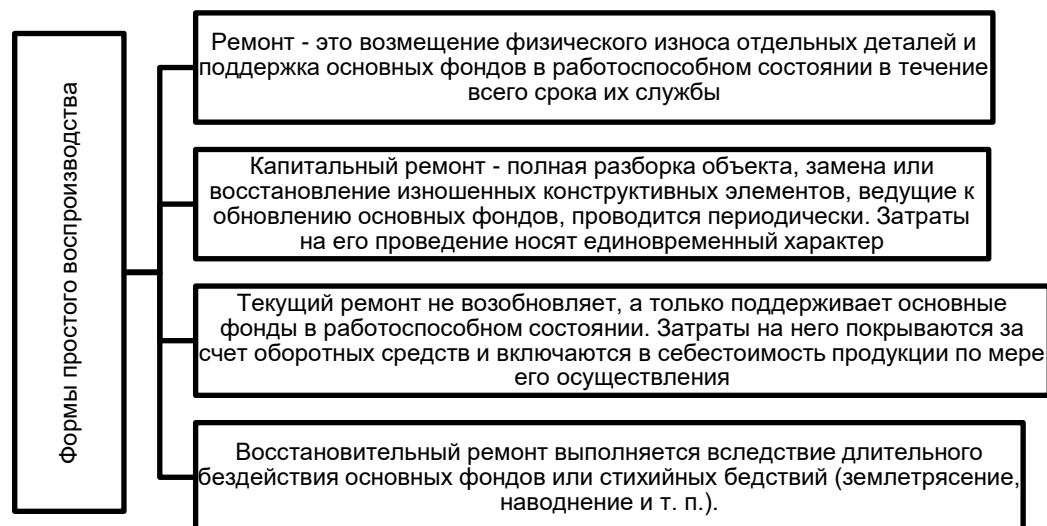 Формы простого воспроизводства
Ремонт - это возмещение физического износа отдельных деталей и
поддержка основных фондов в работоспособном состоянии в течение
всего срока их службы
Капитальный ремонт - полная разборка объекта, замена или
восстановление изношенных конструктивных элементов, ведущие к
обновлению основных фондов, проводится периодически. Затраты
на его проведение носят единовременный характер
Текущий ремонт не возобновляет, а только поддерживает основные
фонды в работоспособном состоянии. Затраты на него покрываются за
счет оборотных средств и включаются в себестоимость продукции по мере
его осуществления
Восстановительный ремонт выполняется вследствие длительного
бездействия основных фондов или стихийных бедствий (землетрясение,
наводнение и т. п.).